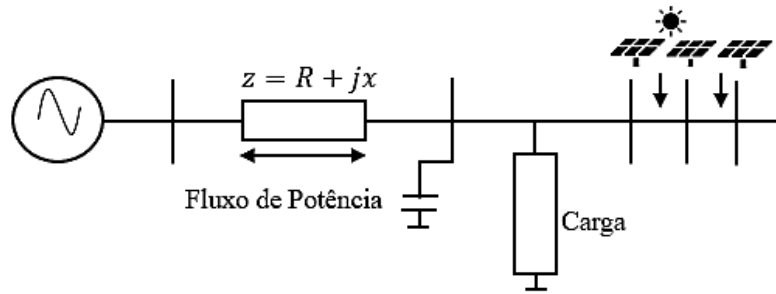 z = R + jx
Fluxo de Potência
Carga